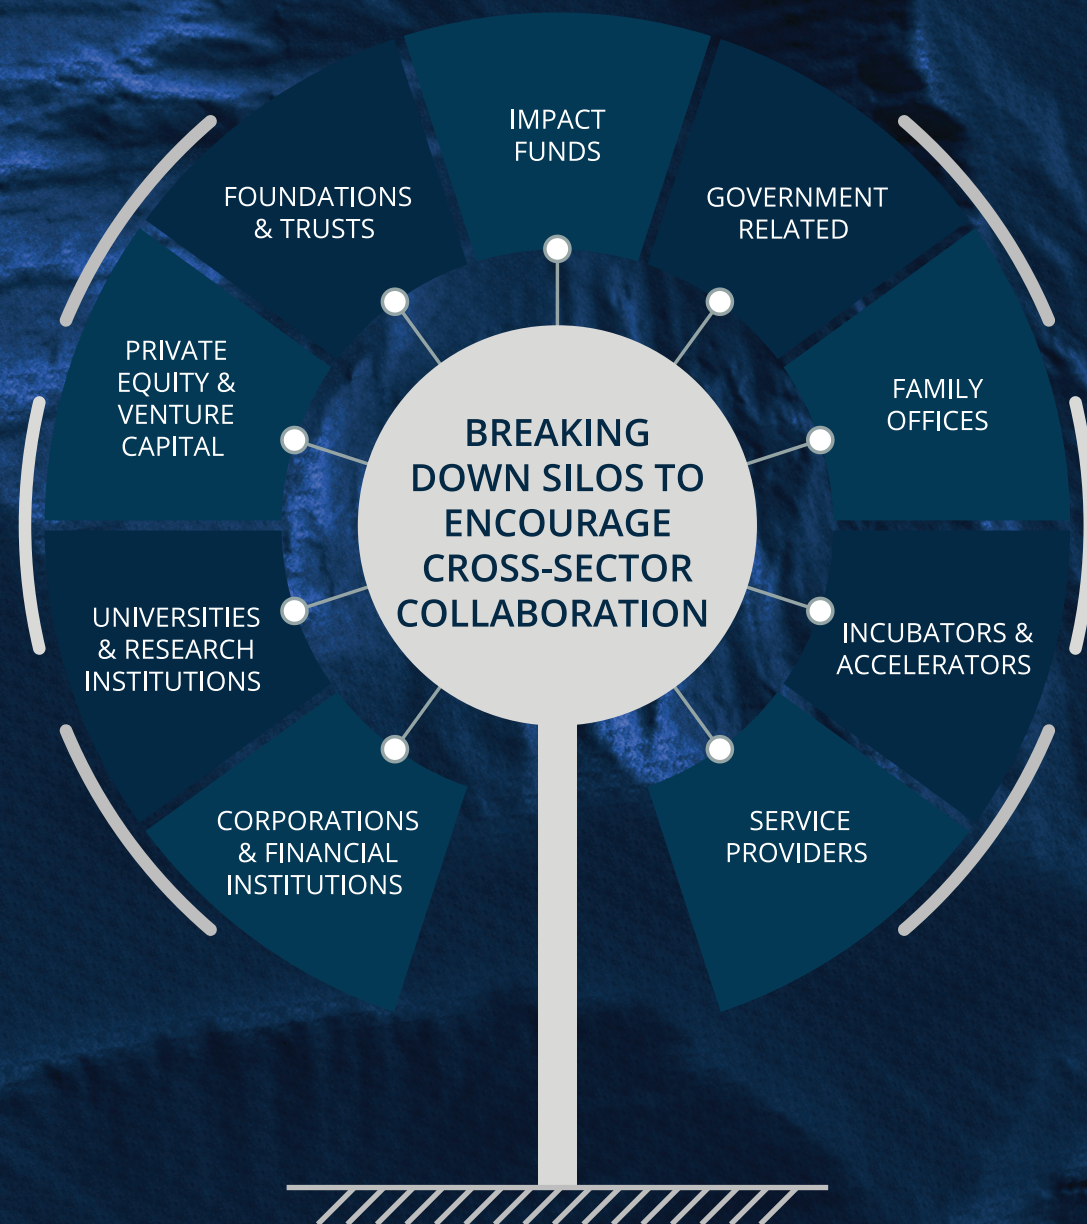 IMPACT
FUNDS
GOVERNMENT
RELATED
FAMILY
OFFICES
INCUBATORS &
ACCELERATORS
SERVICE
PROVIDERS
CORPORATIONS
& FINANCIAL
INSTITUTIONS
UNIVERSITIES
& RESEARCH
INSTITUTIONS
PRIVATE
EQUITY &
VENTURE
CAPITAL
FOUNDATIONS
& TRUSTS
BREAKING
DOWN SILOS TO
ENCOURAGE
CROSS-SECTOR
COLLABORATION